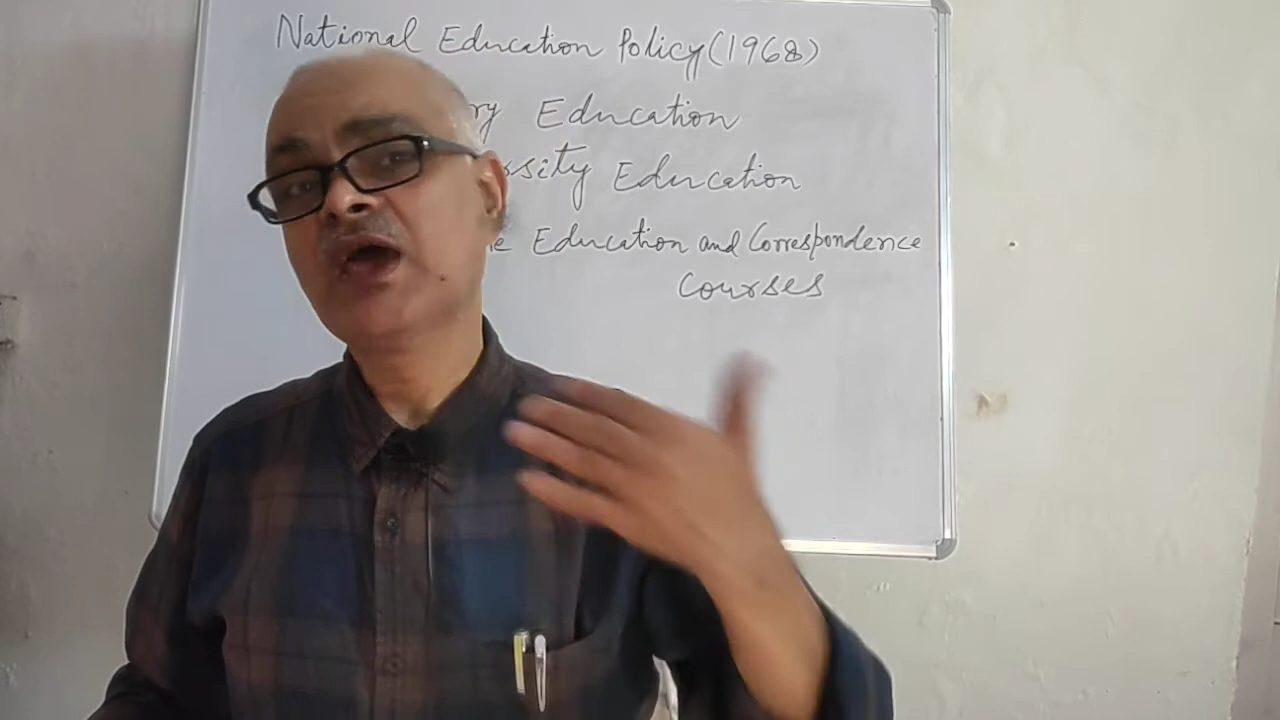 National Education Policy (1968)
Education
Education
Education and Correspondence
Courses